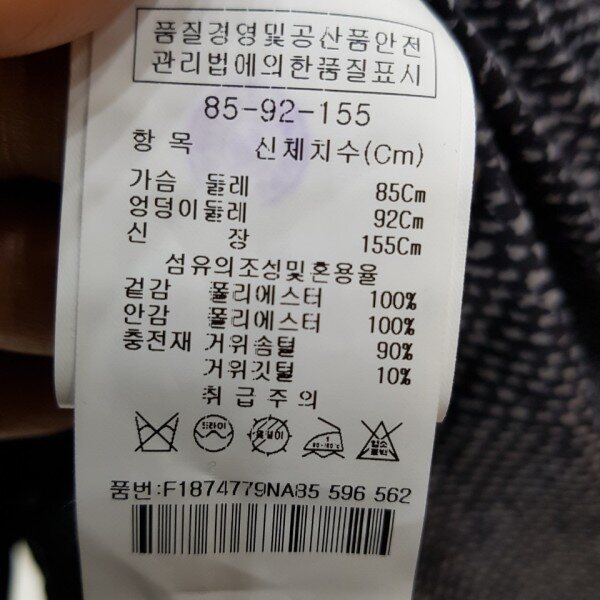 품질경영및공산품안전
관리법에의한품질표시
85-92-155
항 목 신체치수(Cm)
가슴 둘레 85Cm
엉덩이둘레 92Cm
신 장 155Cm
섬유의조성및혼용율
겉감 폴리에스터 100%
안감 폴리에스터 100%
충전재 거위솜털 90%
거위깃털 10%
취급주의
드라이
품번:F1874779NA85 596 562